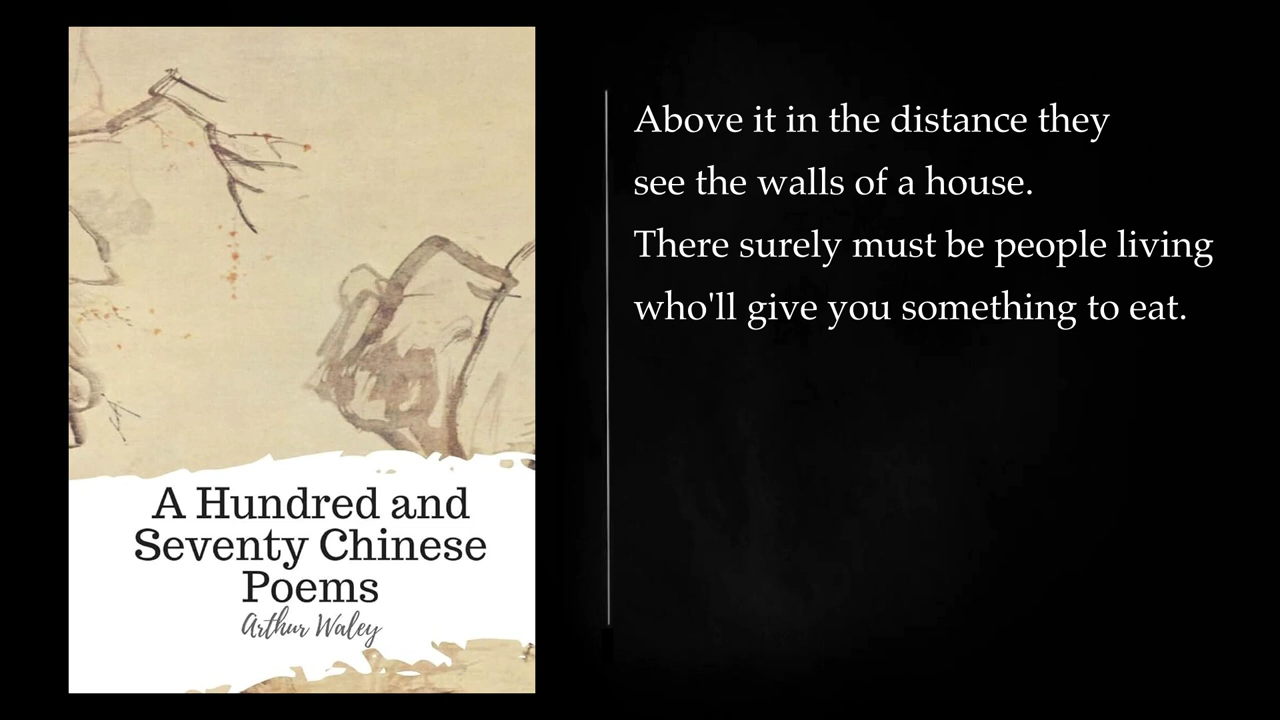 A Hundred and
Seventy Chinese
Poems
Arthur Waley
Above it in the distance they
see the walls of a house.
There surely must be people living
who'll give you something to eat.